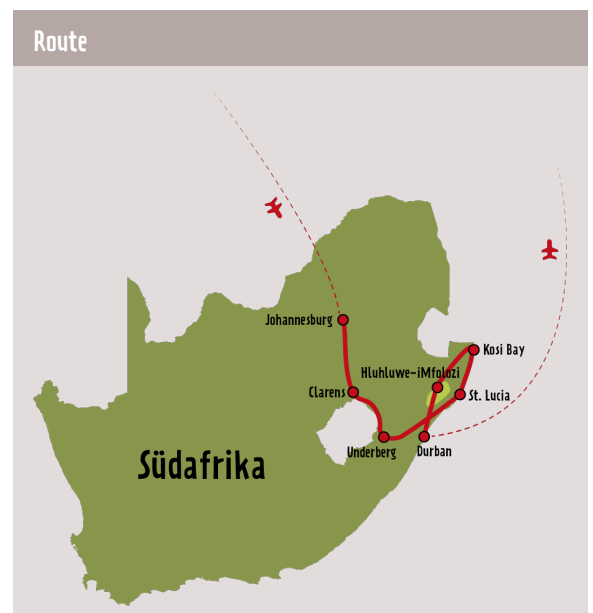 Route
Johannesburg
Kosi Bay
Hluhluwe-iMfolozi
Clarens
St. Lucia
Underberg
Durban
Südafrika